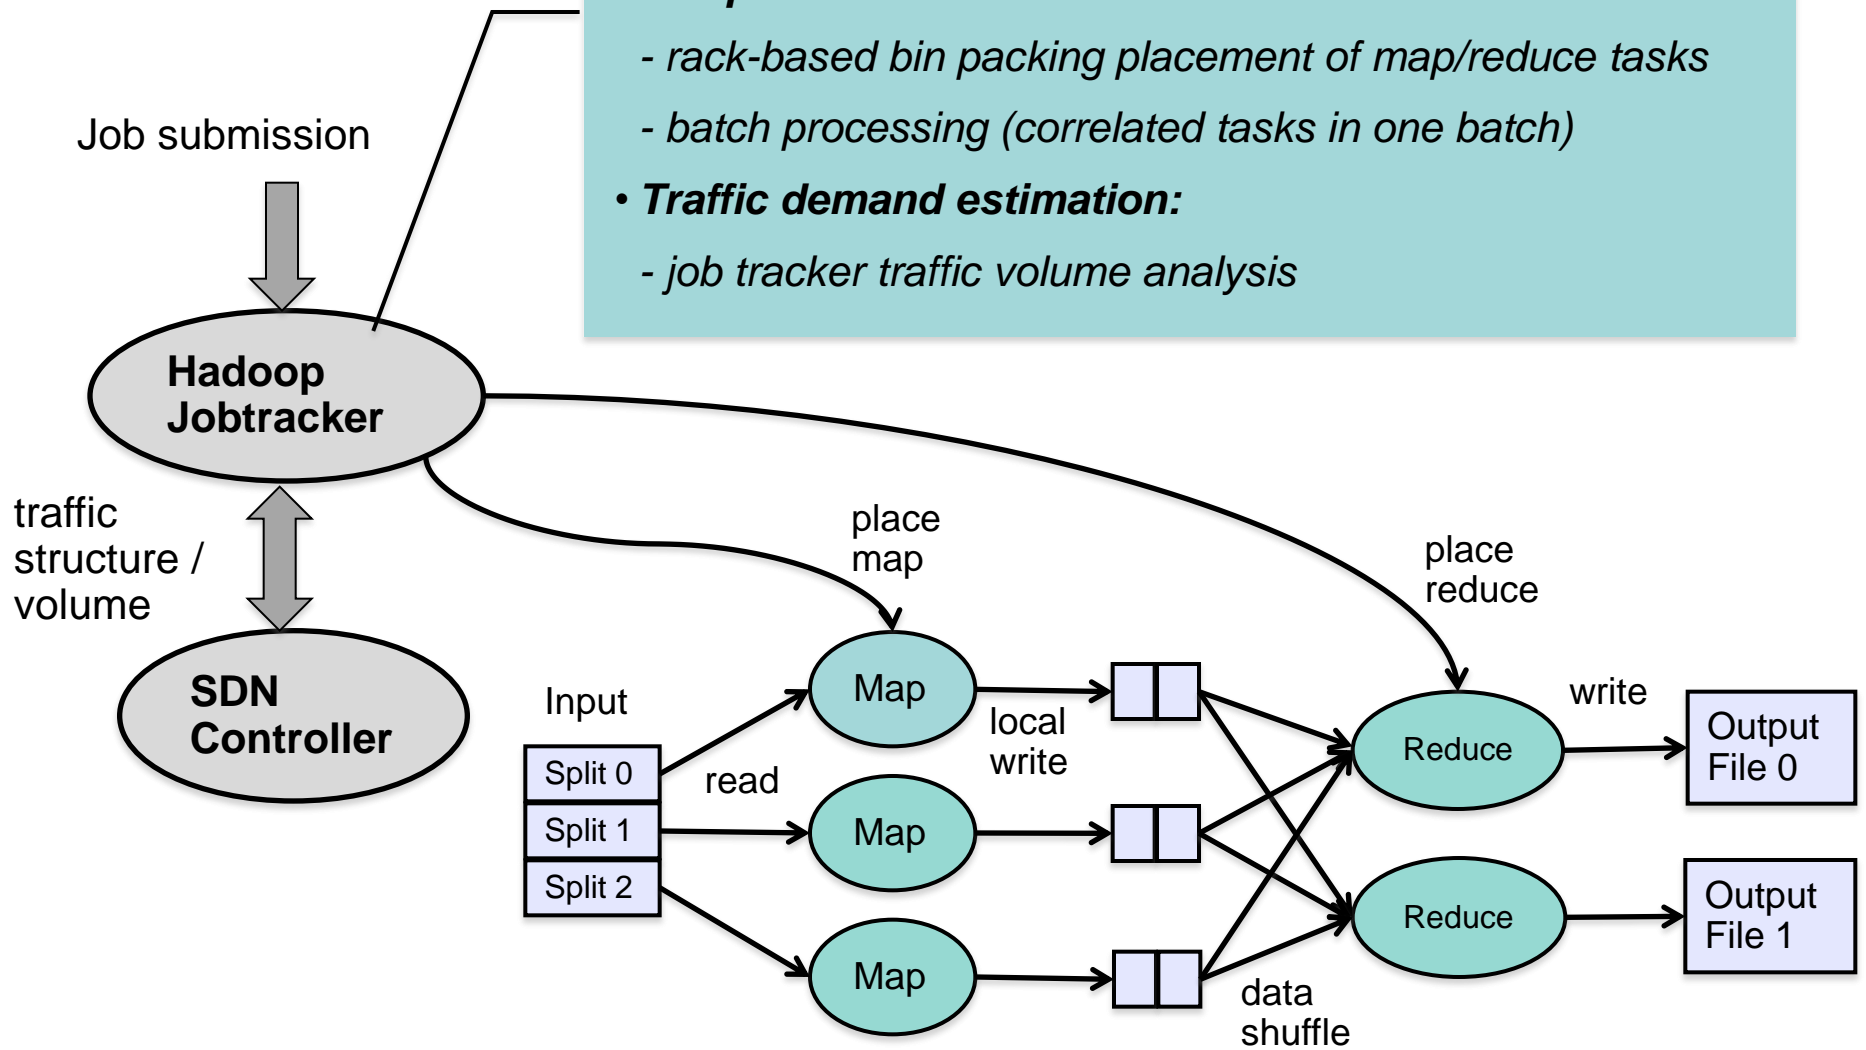 - rack-based bin packing placement of map/reduce tasks
- batch processing (correlated tasks in one batch)
• Traffic demand estimation:
- job tracker traffic volume analysis
Job submission
Hadoop
Jobtracker
traffic
structure /
volume
SDN
Controller
place
map
place
reduce
Input
Split 0
Split 1
Split 2
read
Map
Map
Map
local
write
data
shuffle
Reduce
Reduce
write
Output
File 0
Output
File 1